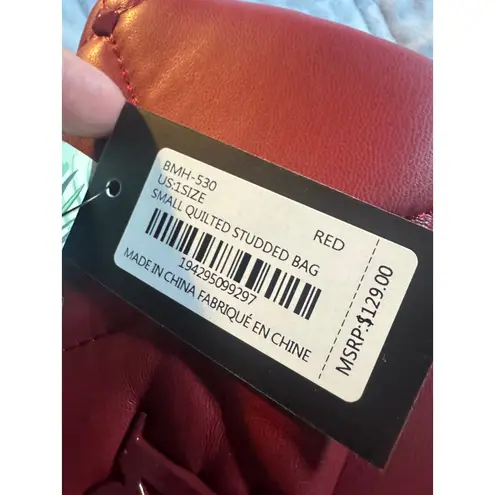 BMH-530
US:1SIZE RED
SMALL QUILTED STUDDED BAG
194295099297
MADE IN CHINA FABRIQUÉ EN CHINE
MSRP:$129.00